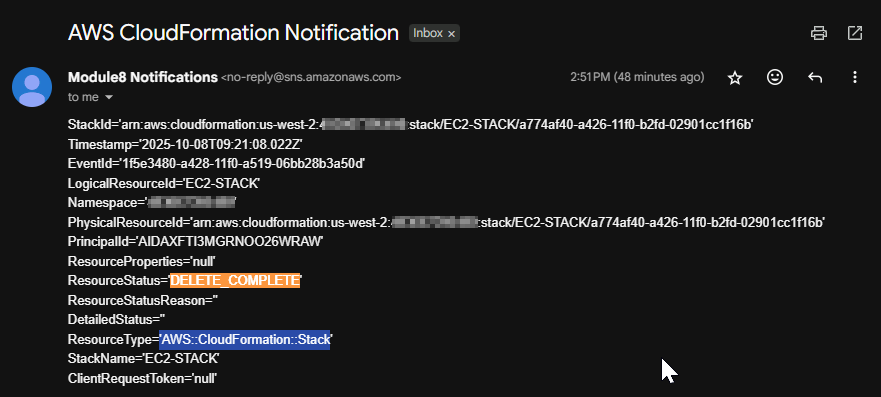 AWS CloudFormation Notification Inbox ×
Module8 Notifications <no-reply@sns.amazonaws.com> 2:51 PM (48 minutes ago)
to me
StackId='arn:aws:cloudformation:us-west-2: :stack/EC2-STACK/a774af40-a426-11f0-b2fd-02901cc1f16b'
Timestamp='2025-10-08T09:21:08.022Z'
EventId='1f5e3480-a428-11f0-a519-06bb28b3a50d'
LogicalResourceId='EC2-STACK'
Namespace=' '
PhysicalResourceId='arn:aws:cloudformation:us-west-2: :stack/EC2-STACK/a774af40-a426-11f0-b2fd-02901cc1f16b'
PrincipalId='AIDAXFTI3MGRNOO26WRAW'
ResourceProperties='null'
ResourceStatus='DELETE_COMPLETE'
ResourceStatusReason=''
DetailedStatus=''
ResourceType='AWS::CloudFormation::Stack'
StackName='EC2-STACK'
ClientRequestToken='null'